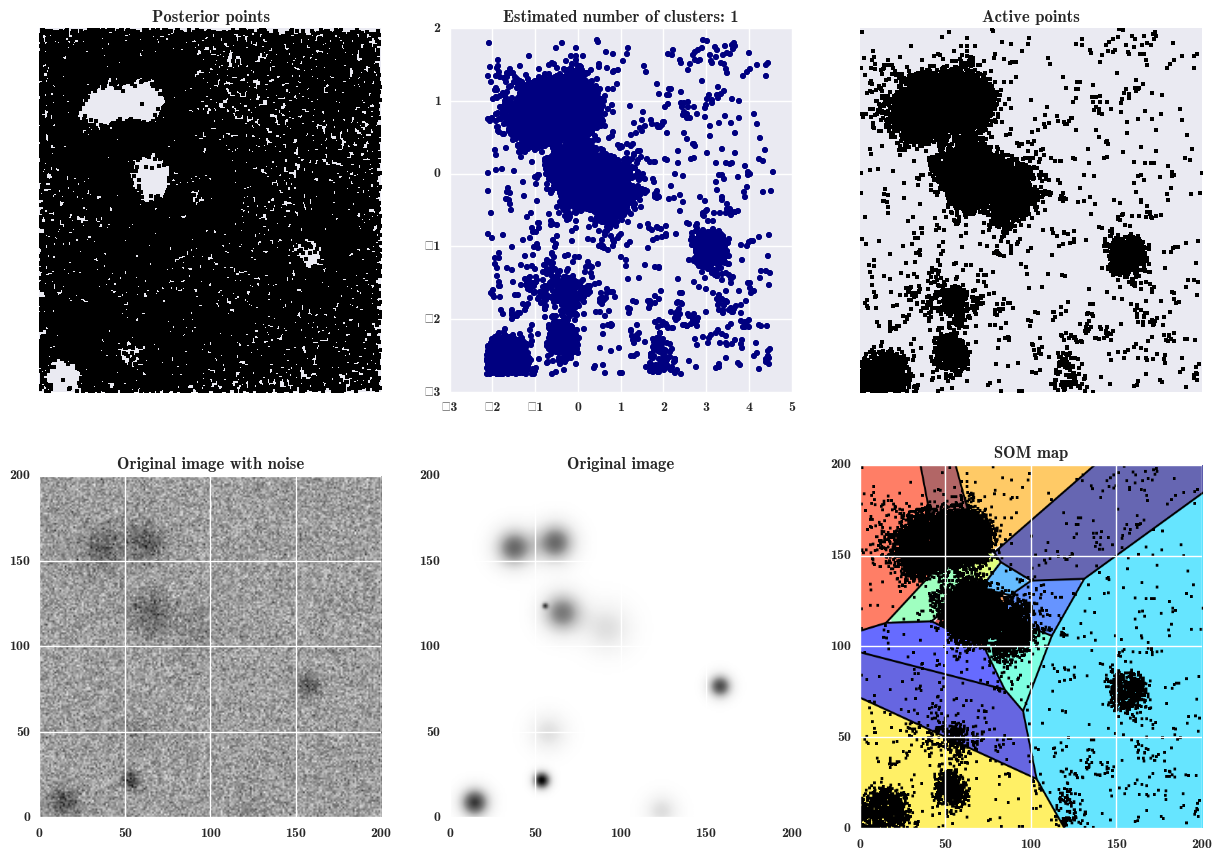 Posterior points
Estimated number of clusters: 1
Active points
2
1
0
□1
□2
□3
□3 □2 □1 0 1 2 3 4 5
Original image with noise
Original image
SOM map
200
150
100
50
0
0 50 100 150 200
200
150
100
50
0
0 50 100 150 200
200
150
100
50
0
0 50 100 150 200